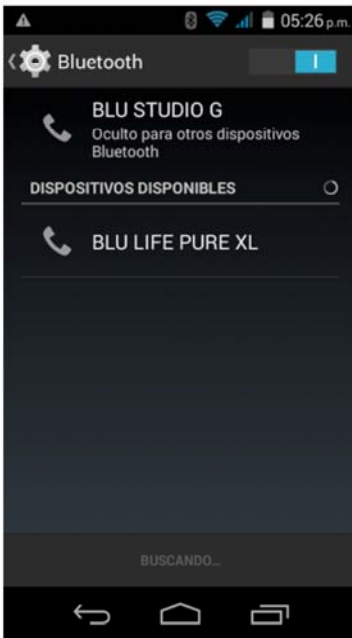 05:26 p.m.
Bluetooth
BLU STUDIO G
Oculto para otros dispositivos
Bluetooth
DISPOSITIVOS DISPONIBLES
BLU LIFE PURE XL
BUSCANDO...